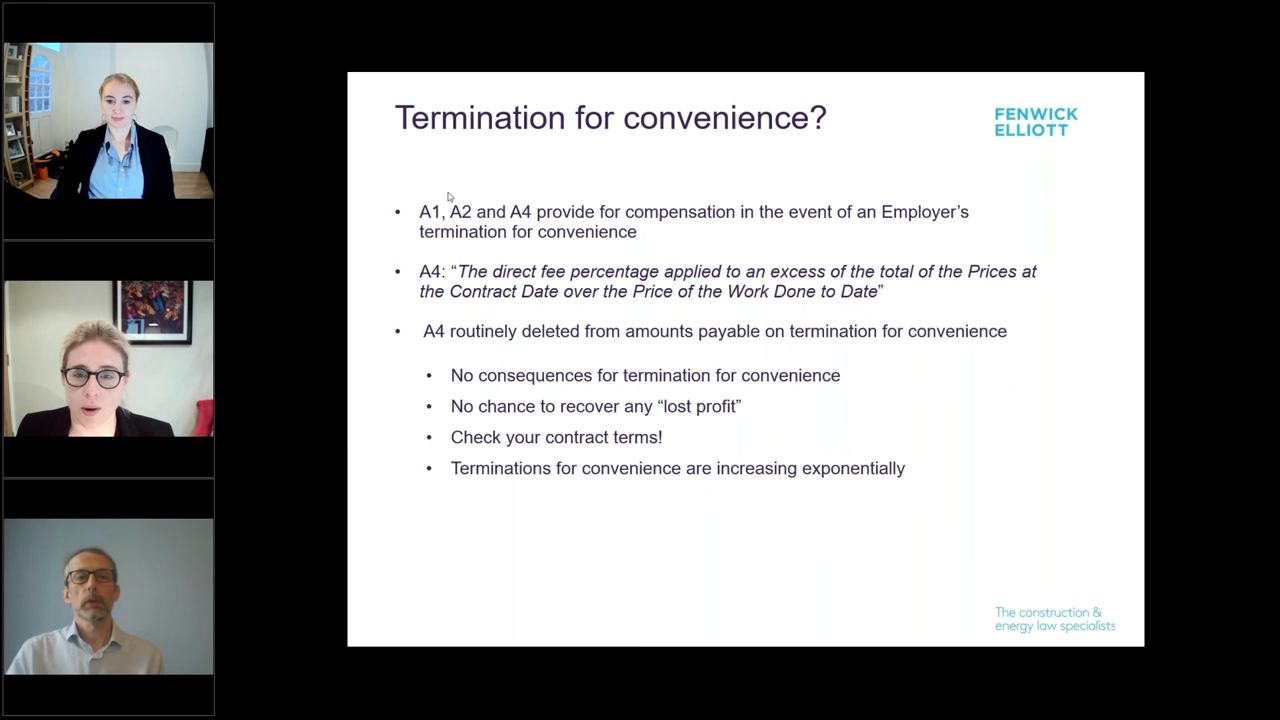 Termination for convenience?
FENWICK
ELLIOTT
• A1, A2 and A4 provide for compensation in the event of an Employer’s
termination for convenience
• A4: “The direct fee percentage applied to an excess of the total of the Prices at
the Contract Date over the Price of the Work Done to Date”
• A4 routinely deleted from amounts payable on termination for convenience
• No consequences for termination for convenience
• No chance to recover any “lost profit”
• Check your contract terms!
• Terminations for convenience are increasing exponentially
The construction &
energy law specialists